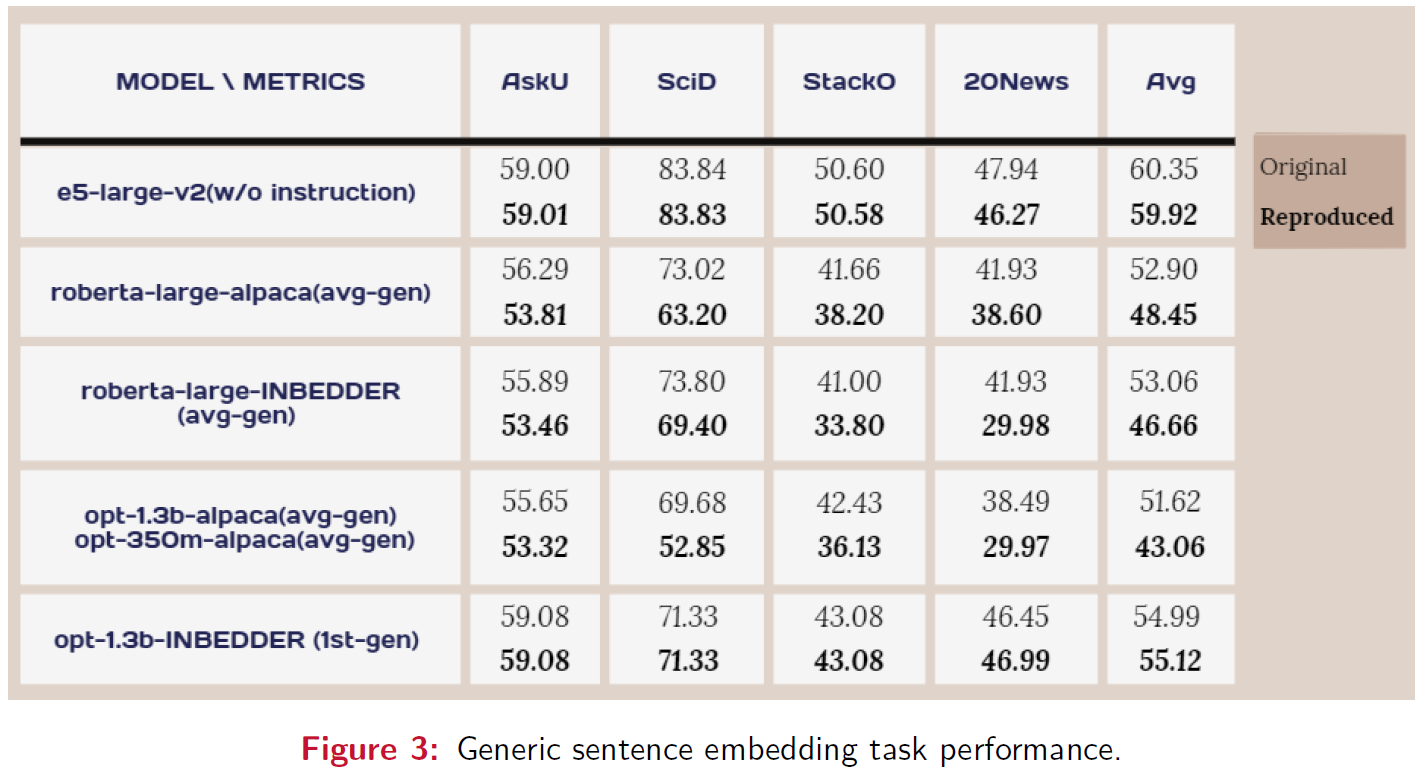 MODEL \ METRICS AskU SciD StackO 20News Avg
59.00 83.84 50.60 47.94 60.35
e5-large-v2(w/o instruction)
59.01 83.83 50.58 46.27 59.92
Original
Reproduced
56.29 73.02 41.66 41.93 52.90
roberta-large-alpaca(avg-gen)
53.81 63.20 38.20 38.60 48.45
roberta-large-INBEDDER
(avg-gen)
55.89 73.80 41.00 41.93 53.06
53.46 69.40 33.80 29.98 46.66
opt-1.3b-alpaca(avg-gen)
opt-350m-alpaca(avg-gen)
55.65 69.68 42.43 38.49 51.62
53.32 52.85 36.13 29.97 43.06
59.08 71.33 43.08 46.45 54.99
opt-1.3b-INBEDDER (1st-gen)
59.08 71.33 43.08 46.99 55.12
Figure 3: Generic sentence embedding task performance.